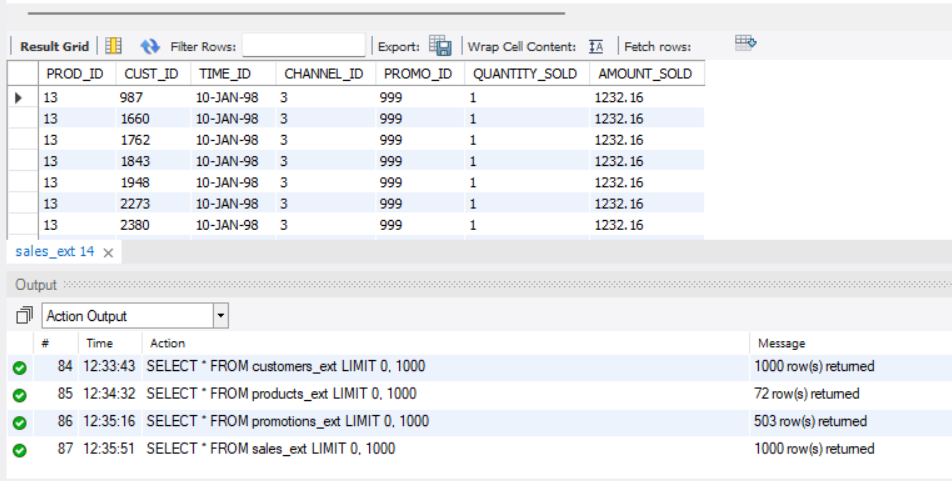 Result Grid Filter Rows: Export: Wrap Cell Content: IA Fetch rows:
PROD_ID CUST_ID TIME_ID CHANNEL_ID PROMO_ID QUANTITY_SOLD AMOUNT_SOLD
13 987 10-JAN-98 3 999 1 1232.16
13 1660 10-JAN-98 3 999 1 1232.16
13 1762 10-JAN-98 3 999 1 1232.16
13 1843 10-JAN-98 3 999 1 1232.16
13 1948 10-JAN-98 3 999 1 1232.16
13 2273 10-JAN-98 3 999 1 1232.16
13 2380 10-JAN-98 3 999 1 1232.16
sales_ext 14
Output
Action Output
# Time Action Message
84 12:33:43 SELECT * FROM customers_ext LIMIT 0, 1000 1000 row(s) returned
85 12:34:32 SELECT * FROM products_ext LIMIT 0, 1000 72 row(s) returned
86 12:35:16 SELECT * FROM promotions_ext LIMIT 0, 1000 503 row(s) returned
87 12:35:51 SELECT * FROM sales_ext LIMIT 0, 1000 1000 row(s) returned